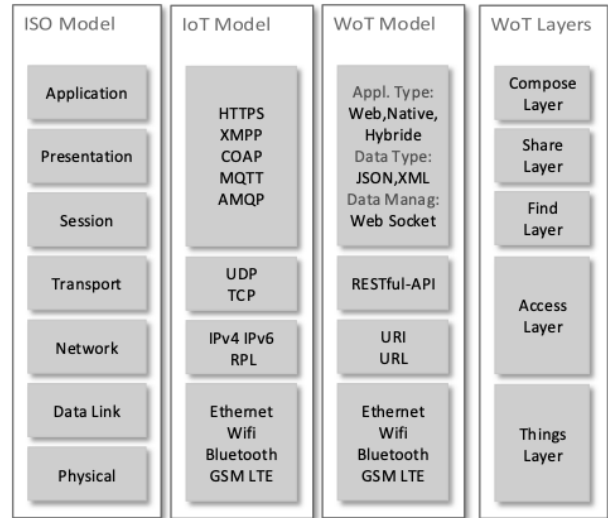 ISO Model
Application
Presentation
Session
Transport
Network
Data Link
Physical
IoT Model
HTTPS
XMPP
COAP
MQTT
AMQP
UDP
TCP
IPv4 IPv6
RPL
Ethernet
Wifi
Bluetooth
GSM LTE
WoT Model
Appl. Type:
Web,Native,
Hybride
Data Type:
JSON,XML
Data Manag:
Web Socket
RESTful-API
URI
URL
Ethernet
Wifi
Bluetooth
GSM LTE
WoT Layers
Compose
Layer
Share
Layer
Find
Layer
Access
Layer
Things
Layer